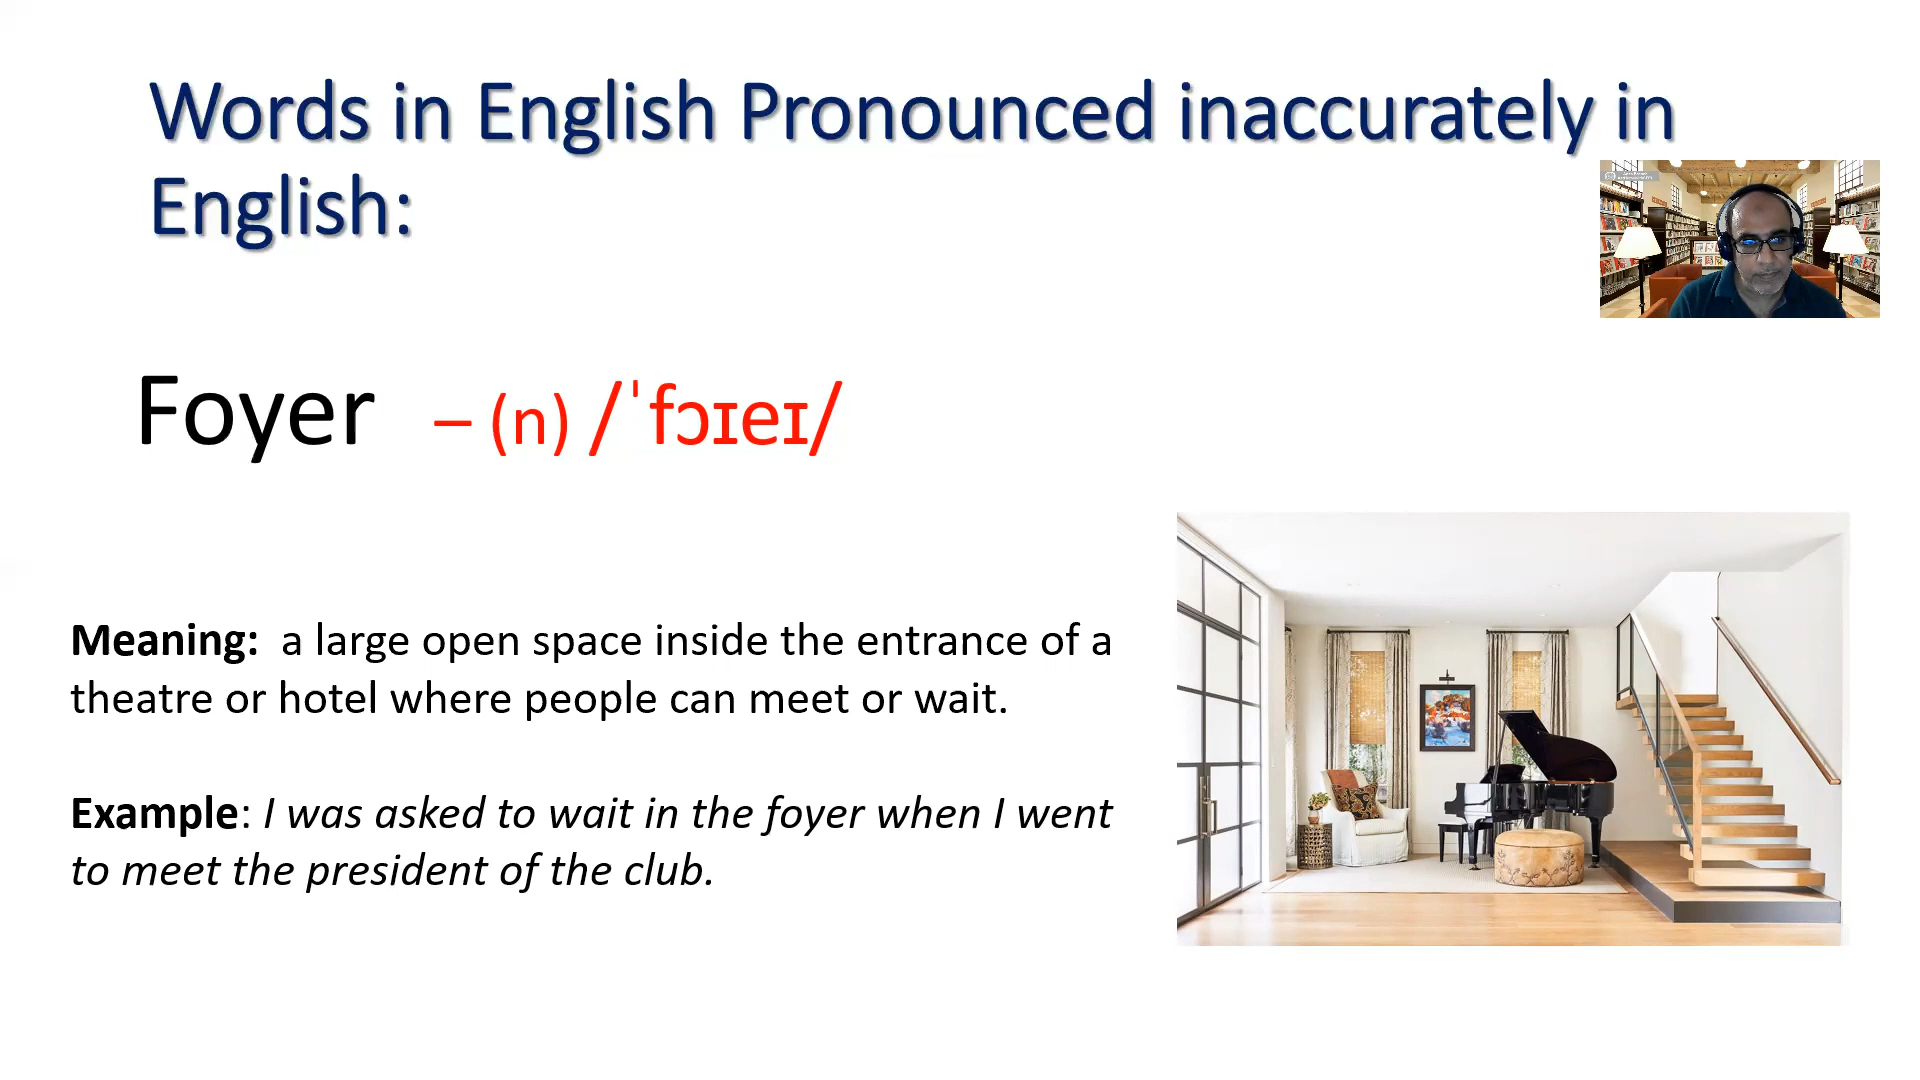 Words in English Pronounced inaccurately in
English:
Foyer – (n) /ˈfɔɪeɪ/
Meaning: a large open space inside the entrance of a
theatre or hotel where people can meet or wait.
Example: I was asked to wait in the foyer when I went
to meet the president of the club.